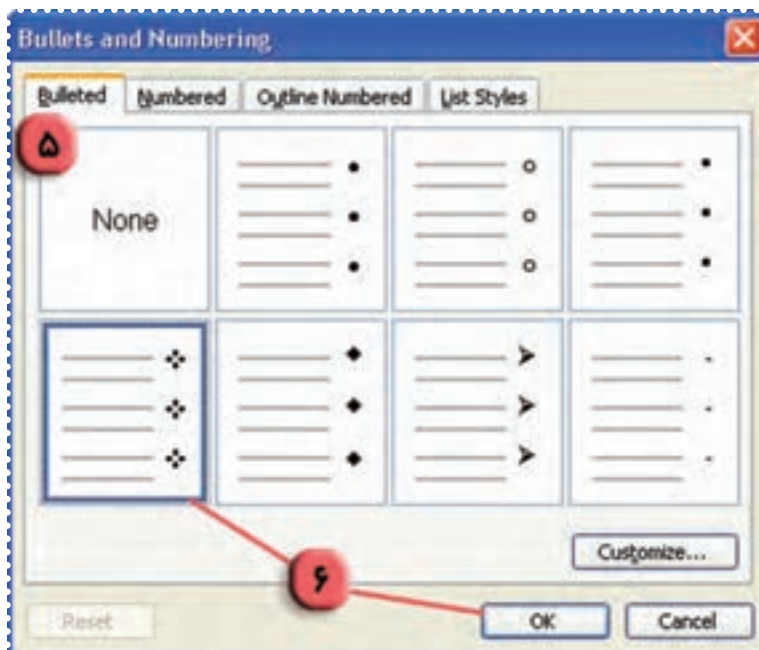 Bullets and Numbering
Bulleted Numbered Outline Numbered List Styles
۵
None
Customize...
۶
Reset OK Cancel